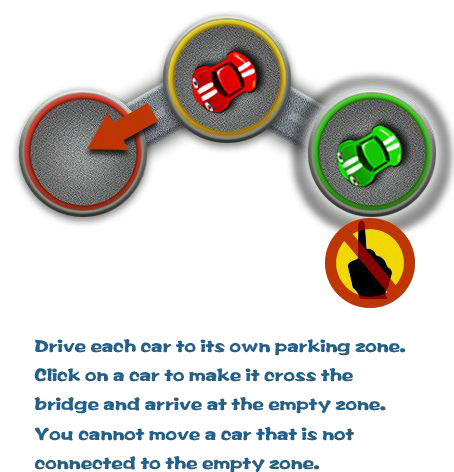 Drive each car to its own parking zone.
Click on a car to make it cross the
bridge and arrive at the empty zone.
You cannot move a car that is not
connected to the empty zone.